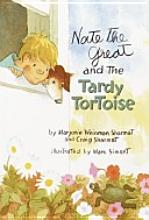 Nate the
Great
and the
Tardy
Tortoise
by Marjorie Weinman Sharmat
and Craig Sharmat
illustrated by Marc Simont